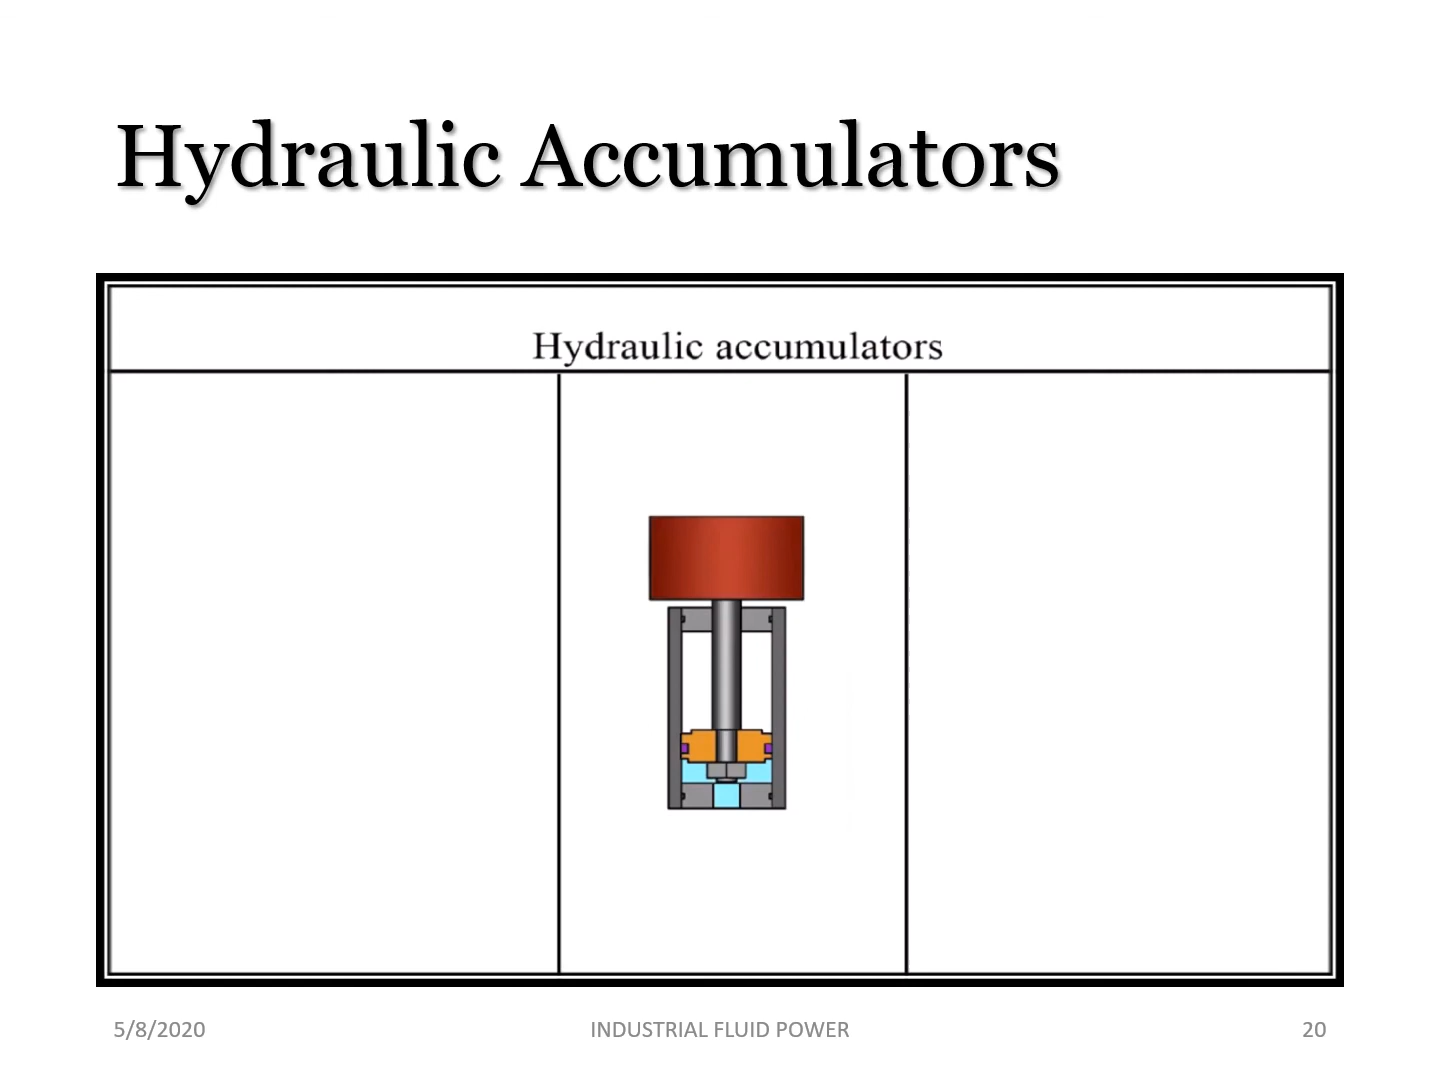 Hydraulic Accumulators
Hydraulic accumulators
5/8/2020
INDUSTRIAL FLUID POWER
20